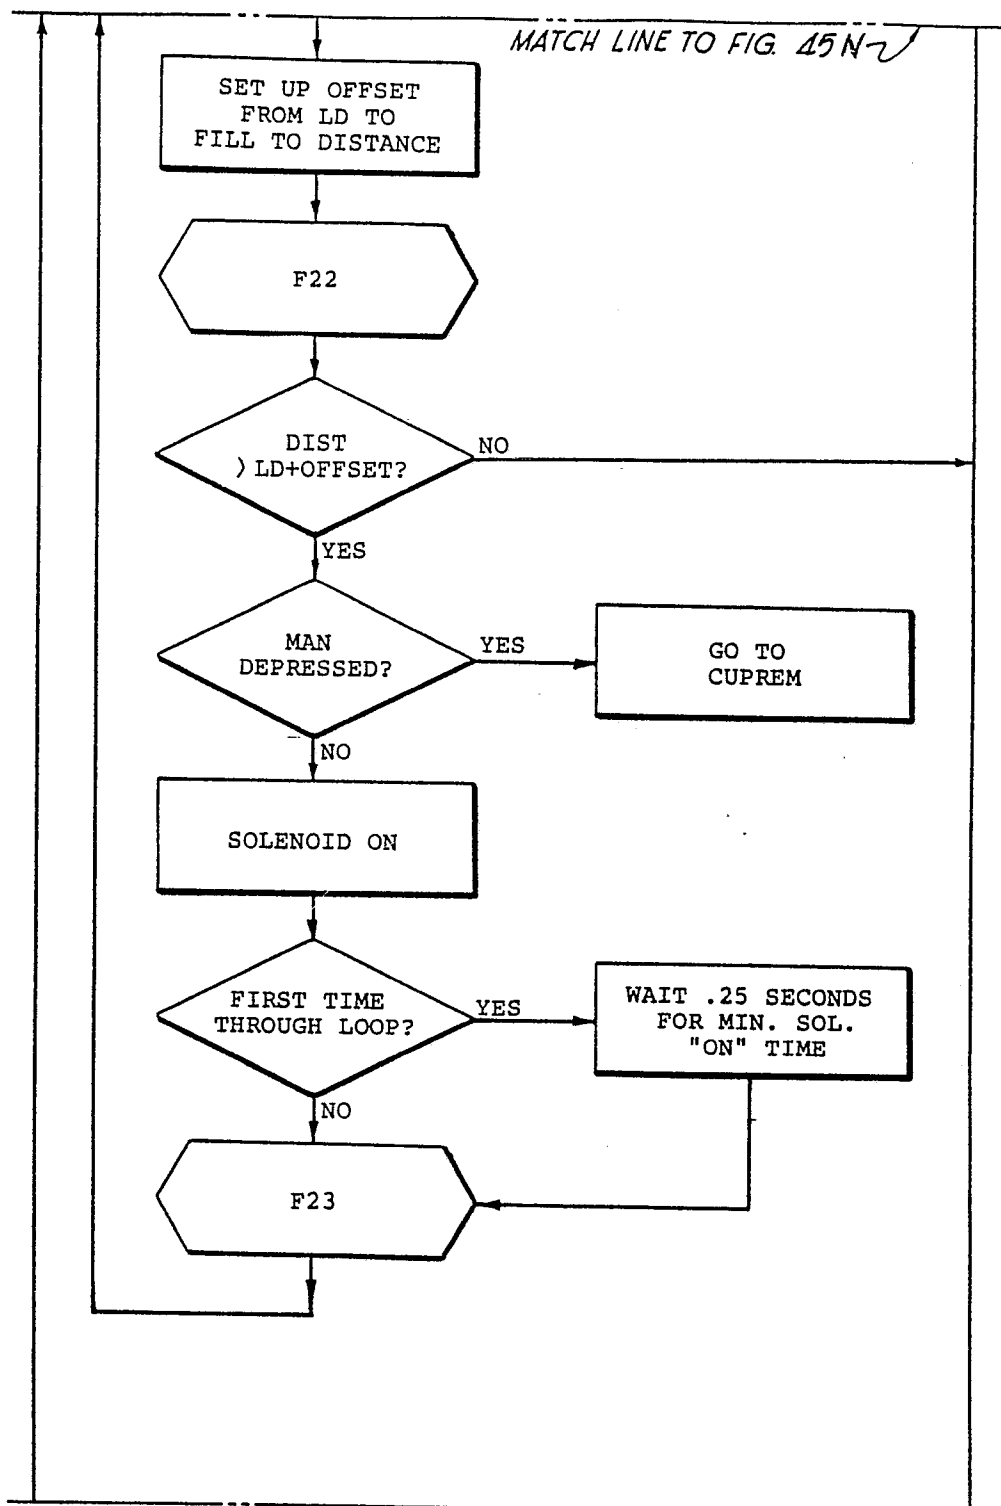 MATCH LINE TO FIG. 45N
SET UP OFFSET
FROM LD TO
FILL TO DISTANCE
F22
DIST
>LD+OFFSET?
NO
YES
MAN
DEPRESSED?
YES
GO TO
CUPREM
NO
SOLENOID ON
FIRST TIME
THROUGH LOOP?
YES
WAIT .25 SECONDS
FOR MIN. SOL.
"ON" TIME
NO
F23